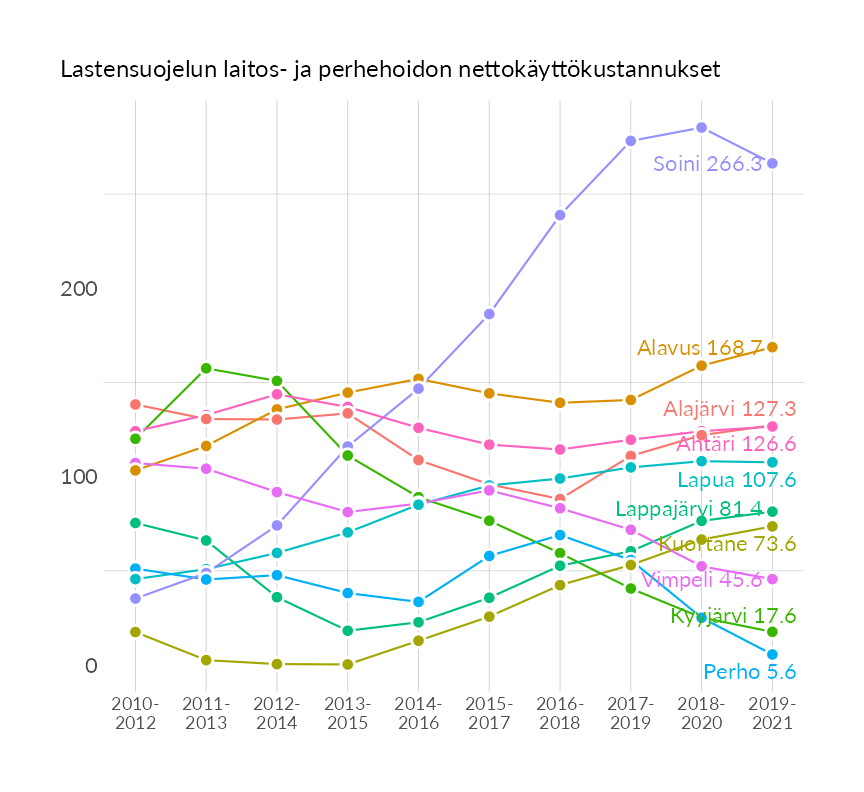 Lastensuojelun laitos- ja perhehoidon nettokäyttökustannukset
Soini 266.3
200
Alavus 168.7
Alajärvi 127.3
Ähtäri 126.6
100
Lapua 107.6
Lappajärvi 81.4
Kuortane 73.6
Vimpeli 45.6
Kyyjärvi 17.6
0
Perho 5.6
2010- 2011- 2012- 2013- 2014- 2015- 2016- 2017- 2018- 2019-
2012 2013 2014 2015 2016 2017 2018 2019 2020 2021